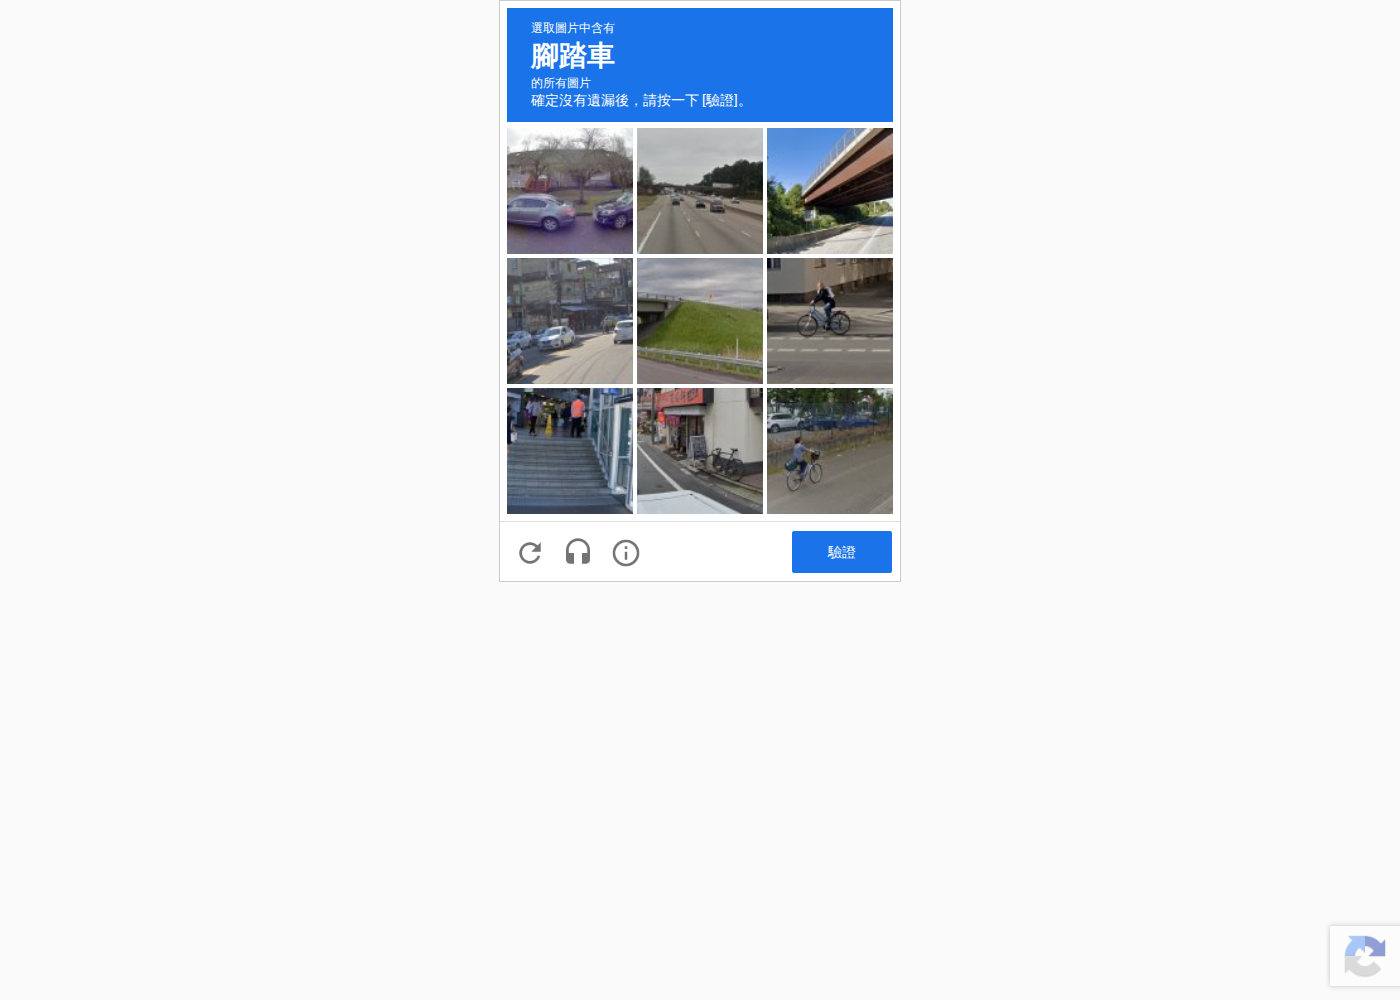 選取圖片中含有
腳踏車
的所有圖片
確定沒有遺漏後，請按一下 [驗證]。
驗證